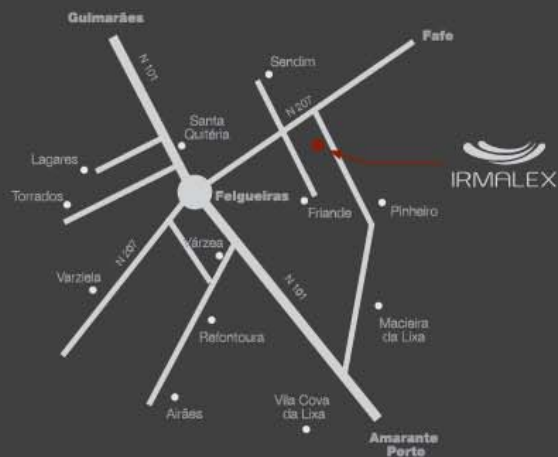 Guimarães
N 101
Fafe
Sendim
N 207
Santa
Quitéria
Lagares
IRMALEX
Torrados
Felgueiras
Friande
Pinheiro
N 207
Várzea
Varziela
N 101
Macieira
da Lixa
Refontoura
Airães
Vila Cova
da Lixa
Amarante
Porto